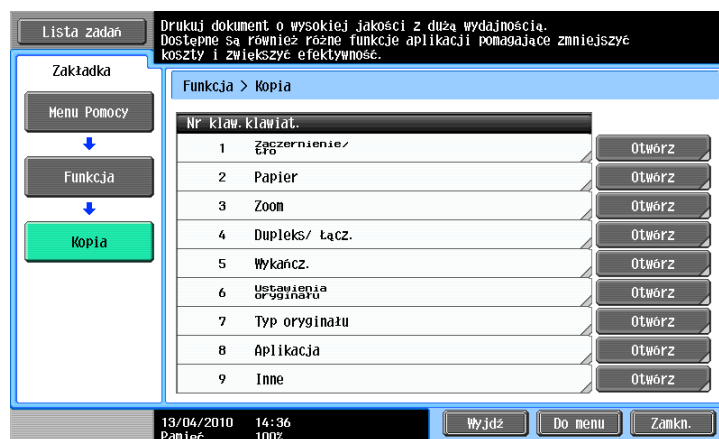 Lista zadań
Drukuj dokument o wysokiej jakości z dużą wydajnością.
Dostępne są również różne funkcje aplikacji pomagające zmniejszyć
koszty i zwiększyć efektywność.
Zakładka
Menu Pomocy
Funkcja
Kopia
Funkcja > Kopia
Nr klaw.klawiat.
1 Zaczernienie/
tło
Otwórz
2 Papier Otwórz
3 Zoom Otwórz
4 Dupleks/ Łącz. Otwórz
5 Wykańcz. Otwórz
6 Ustawienia
oryginału
Otwórz
7 Typ oryginału Otwórz
8 Aplikacja Otwórz
9 Inne Otwórz
13/04/2010 14:36
Pamięć 100%
Wyjdź
Do menu
Zamkn.